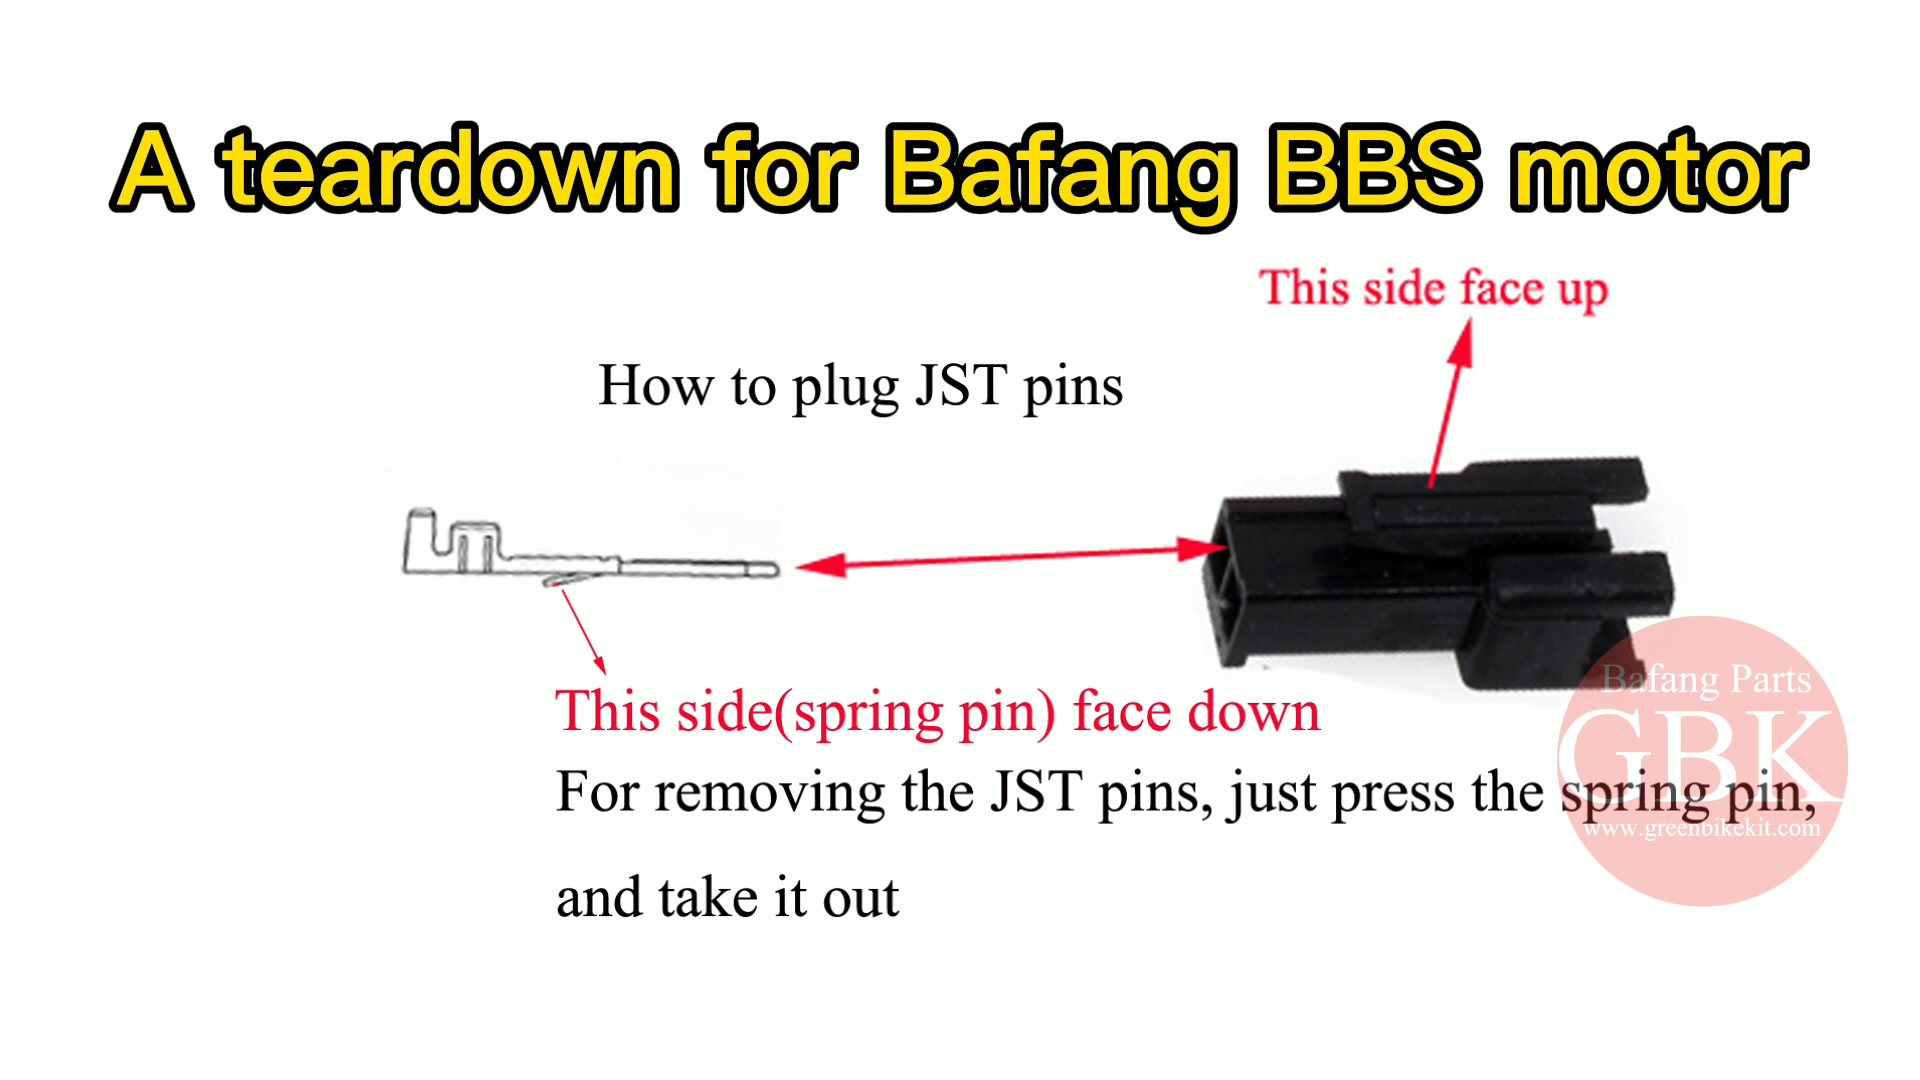 A teardown for Bafang BBS motor
This side face up
How to plug JST pins
This side(spring pin) face down
For removing the JST pins, just press the spring pin,
and take it out
Bafang Parts
GBK
www.greenbikekit.com